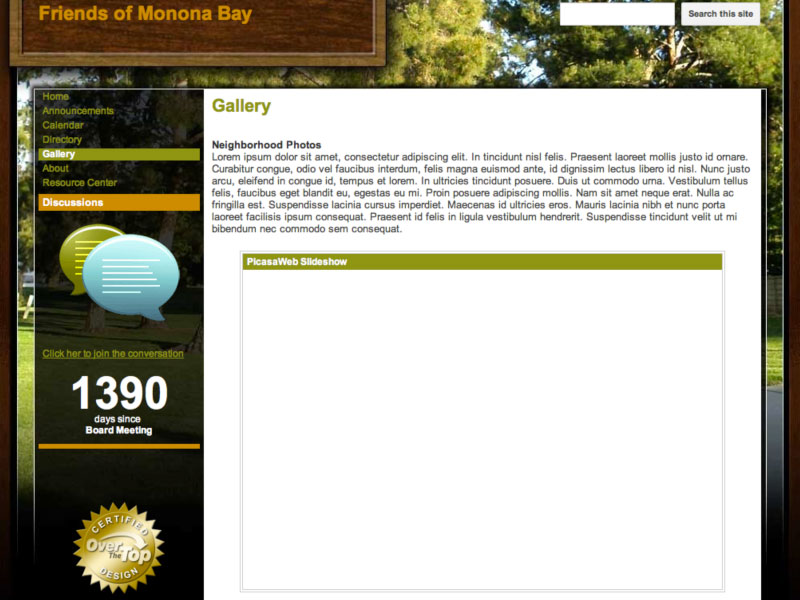 Friends of Monona Bay
Search this site
Home
Announcements
Calendar
Directory
Gallery
About
Resource Center
Discussions
Click her to join the conversation
1390
days since
Board Meeting
CERTIFIED
Over The Top
DESIGN
Gallery
Neighborhood Photos
Lorem ipsum dolor sit amet, consectetur adipiscing elit. In tincidunt nisl felis. Praesent laoreet mollis justo id ornare.
Curabitur congue, odio vel faucibus interdum, felis magna euismod ante, id dignissim lectus libero id nisl. Nunc justo
arcu, eleifend in congue id, tempus et lorem. In ultricies tincidunt posuere. Duis ut commodo urna. Vestibulum tellus
felis, faucibus eget blandit eu, egestas eu mi. Proin posuere adipiscing mollis. Nam sit amet neque erat. Nulla ac
fringilla est. Suspendisse lacinia cursus imperdiet. Maecenas id ultricies eros. Mauris lacinia nibh et nunc porta
laoreet facilisis ipsum consequat. Praesent id felis in ligula vestibulum hendrerit. Suspendisse tincidunt velit ut mi
bibendum nec commodo sem consequat.
PicasaWeb Slideshow